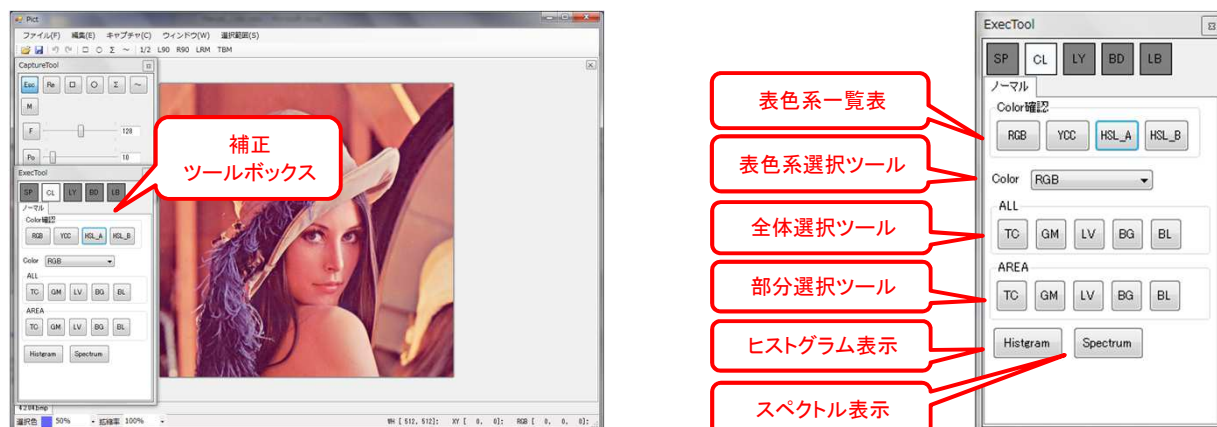 Pict
ファイル(F) 編集(E) キャプチャ(C) ウィンドウ(W) 選択範囲(S)
□ ○ Σ ～ 1/2 L90 R90 LRM TBM
CaptureTool
Esc Re □ ○ Σ ～
M
F 128
Po 10
補正
ツールボックス
ExecTool
SP CL LY BD LB
ノーマル
Color確認
RGB YCC HSL_A HSL_B
Color RGB
ALL
TC GM LV BG BL
AREA
TC GM LV BG BL
Histgram Spectrum
4.2.04.bmp
選択色 50% 拡縮率 100% WH [ 512, 512]: XY [ 0, 0]: RGB [ 0, 0, 0]:
表色系一覧表
表色系選択ツール
全体選択ツール
部分選択ツール
ヒストグラム表示
スペクトル表示
ExecTool
SP CL LY BD LB
ノーマル
Color確認
RGB YCC HSL_A HSL_B
Color RGB
ALL
TC GM LV BG BL
AREA
TC GM LV BG BL
Histgram Spectrum